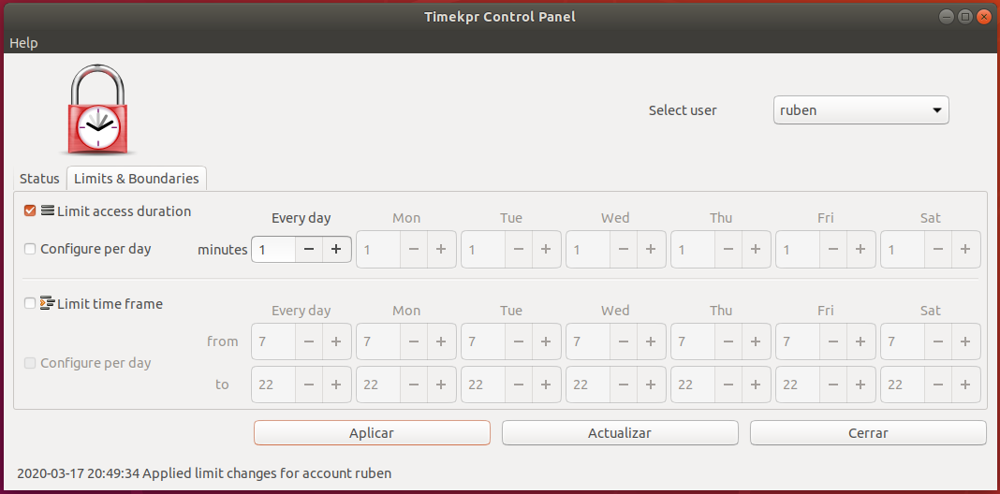 Timekpr Control Panel
Help
Select user ruben
Status Limits & Boundaries
Limit access duration
Every day Mon Tue Wed Thu Fri Sat
Configure per day minutes 1 − + 1 − + 1 − + 1 − + 1 − + 1 − + 1 − +
Limit time frame
Every day Mon Tue Wed Thu Fri Sat
from 7 − + 7 − + 7 − + 7 − + 7 − + 7 − + 7 − +
Configure per day
to 22 − + 22 − + 22 − + 22 − + 22 − + 22 − + 22 − +
Aplicar Actualizar Cerrar
2020-03-17 20:49:34 Applied limit changes for account ruben